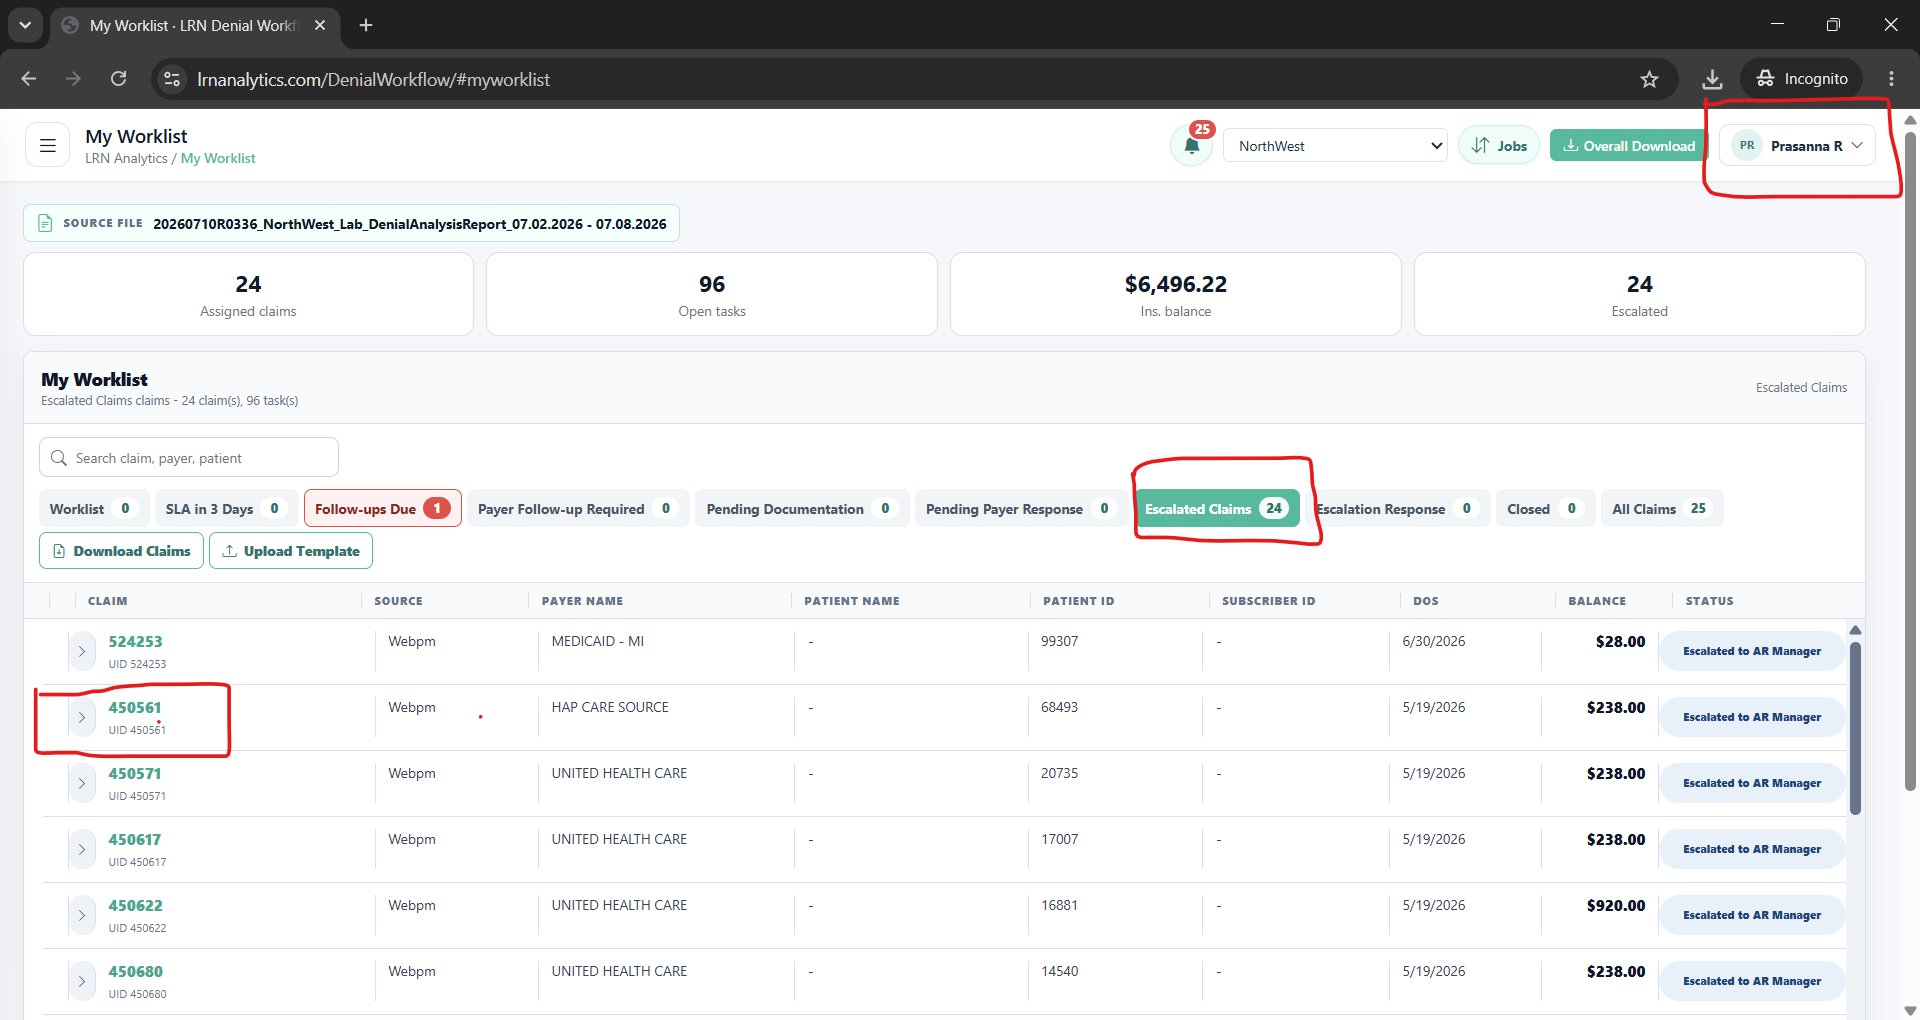 My Worklist · LRN Denial Workf
lrnanalytics.com/DenialWorkflow/#myworklist
Incognito
My Worklist
LRN Analytics / My Worklist
25
NorthWest
Jobs
Overall Download
PR Prasanna R
SOURCE FILE 20260710R0336_NorthWest_Lab_DenialAnalysisReport_07.02.2026 - 07.08.2026
24
Assigned claims
96
Open tasks
$6,496.22
Ins. balance
24
Escalated
My Worklist
Escalated Claims claims - 24 claim(s), 96 task(s)
Escalated Claims
Search claim, payer, patient
Worklist 0 SLA in 3 Days 0 Follow-ups Due 1 Payer Follow-up Required 0 Pending Documentation 0 Pending Payer Response 0 Escalated Claims 24 Escalation Response 0 Closed 0 All Claims 25
Download Claims Upload Template
CLAIM SOURCE PAYER NAME PATIENT NAME PATIENT ID SUBSCRIBER ID DOS BALANCE STATUS
524253 Webpm MEDICAID - MI - 99307 - 6/30/2026 $28.00 Escalated to AR Manager
UID 524253
450561 Webpm HAP CARE SOURCE - 68493 - 5/19/2026 $238.00 Escalated to AR Manager
UID 450561
450571 Webpm UNITED HEALTH CARE - 20735 - 5/19/2026 $238.00 Escalated to AR Manager
UID 450571
450617 Webpm UNITED HEALTH CARE - 17007 - 5/19/2026 $238.00 Escalated to AR Manager
UID 450617
450622 Webpm UNITED HEALTH CARE - 16881 - 5/19/2026 $920.00 Escalated to AR Manager
UID 450622
450680 Webpm UNITED HEALTH CARE - 14540 - 5/19/2026 $238.00 Escalated to AR Manager
UID 450680